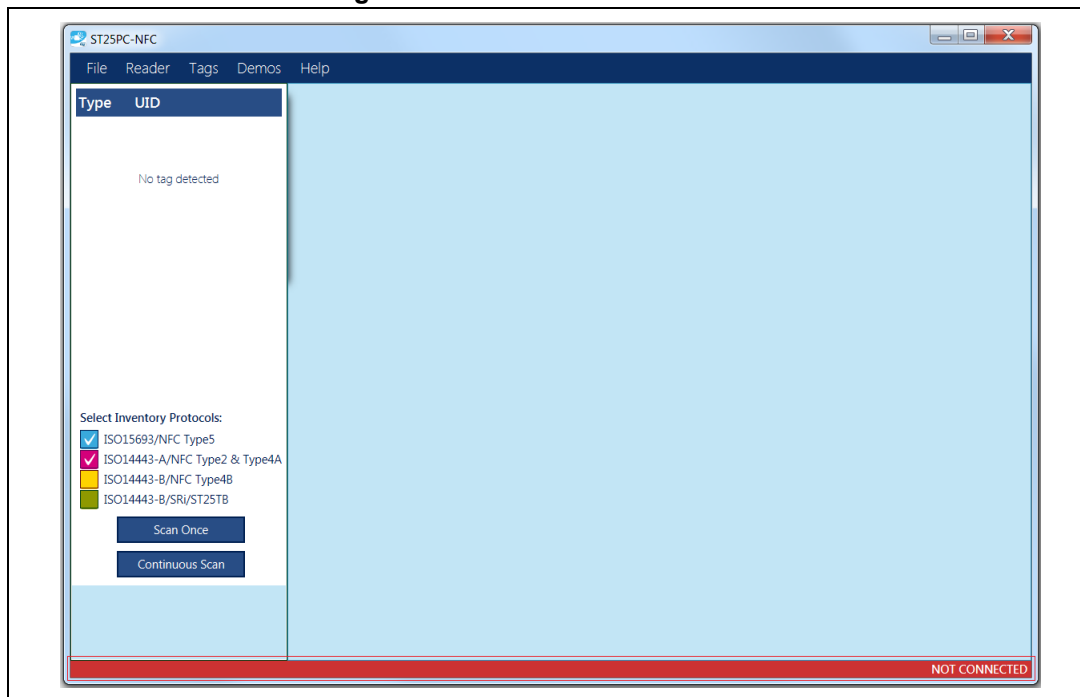 ST25PC-NFC
File Reader Tags Demos Help
Type UID
No tag detected
Select Inventory Protocols:
ISO15693/NFC Type5
ISO14443-A/NFC Type2 & Type4A
ISO14443-B/NFC Type4B
ISO14443-B/SRi/ST25TB
Scan Once
Continuous Scan
NOT CONNECTED